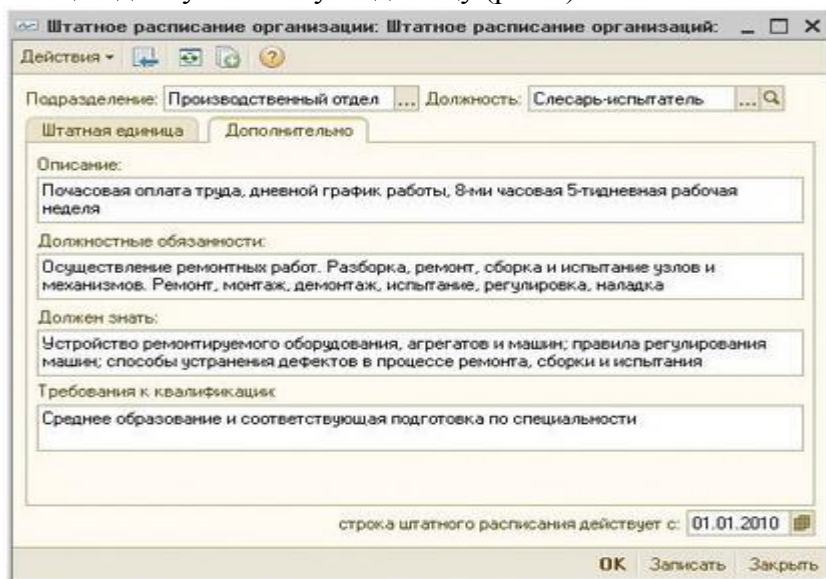 Штатное расписание организации: Штатное расписание организаций:
Действия
Подразделение: Производственный отдел ... Должность: Слесарь-испытатель ...
Штатная единица Дополнительно
Описание:
Почасовая оплата труда, дневной график работы, 8-ми часовая 5-тидневная рабочая
неделя
Должностные обязанности:
Осуществление ремонтных работ. Разборка, ремонт, сборка и испытание узлов и
механизмов. Ремонт, монтаж, демонтаж, испытание, регулировка, наладка
Должен знать:
Устройство ремонтируемого оборудования, агрегатов и машин; правила регулирования
машин; способы устранения дефектов в процессе ремонта, сборки и испытания
Требования к квалификации:
Среднее образование и соответствующая подготовка по специальности
строка штатного расписания действует с: 01.01.2010
OK Записать Закрыть